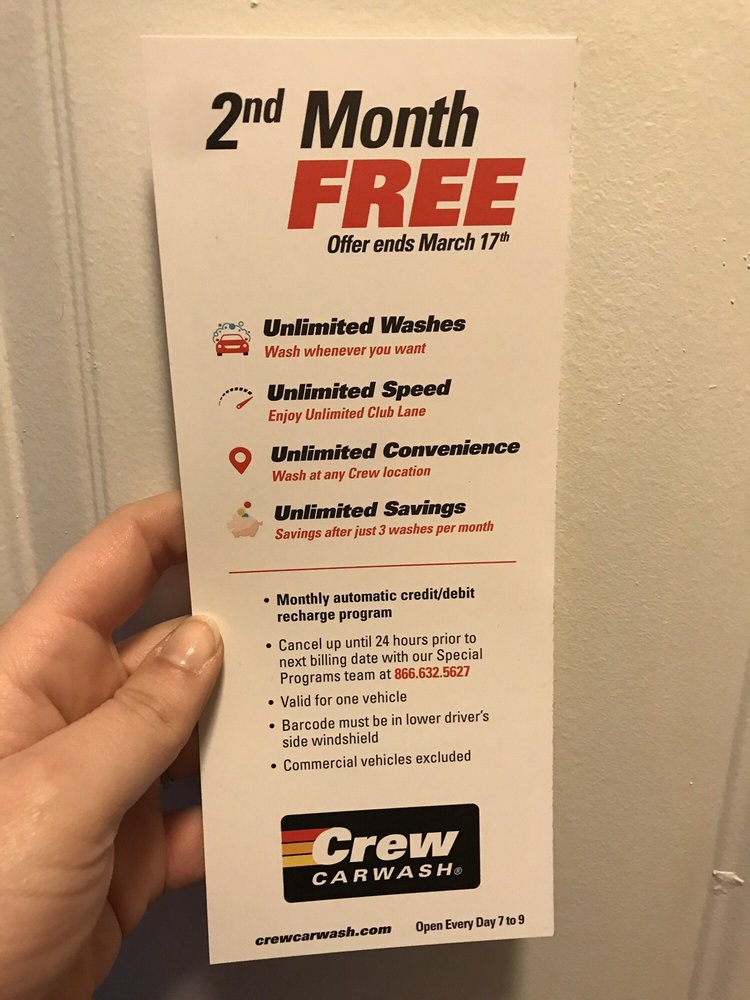 2nd Month
FREE
Offer ends March 17th
Unlimited Washes
Wash whenever you want
Unlimited Speed
Enjoy Unlimited Club Lane
Unlimited Convenience
Wash at any Crew location
Unlimited Savings
Savings after just 3 washes per month
• Monthly automatic credit/debit
recharge program
• Cancel up until 24 hours prior to
next billing date with our Special
Programs team at 866.632.5627
• Valid for one vehicle
• Barcode must be in lower driver's
side windshield
• Commercial vehicles excluded
Crew
CARWASH®
crewcarwash.com Open Every Day 7 to 9